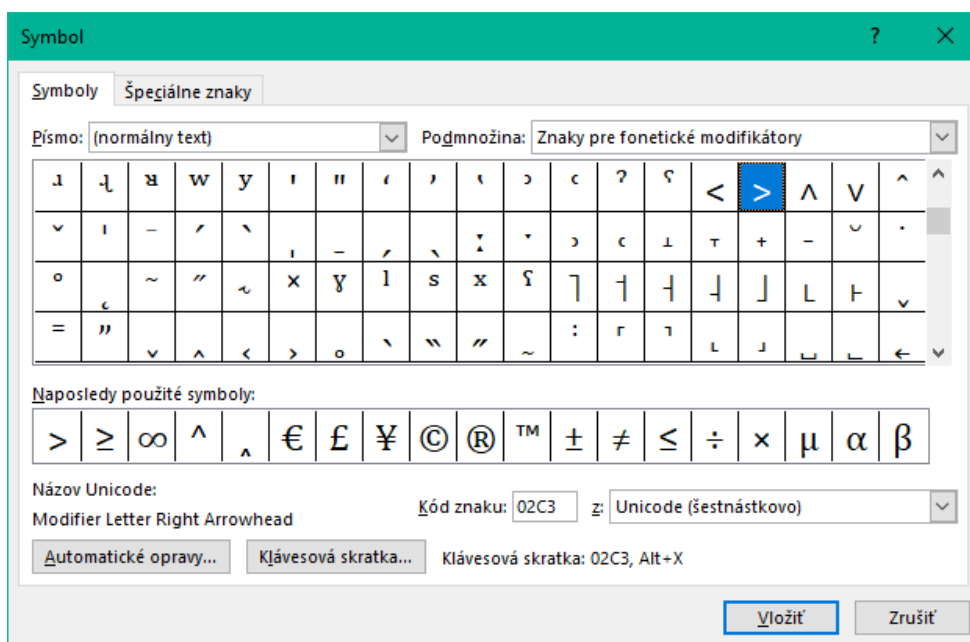 Symbol ? ×
Symboly Špeciálne znaky
Písmo: (normálny text) Podmnožina: Znaky pre fonetické modifikátory
ɹ ɻ ʁ w y ˈ ˮ ʻ ʼ ʽ ɔ ʿ ˀ ˁ ˂ ˃ ˄ ˅ ˆ
ˇ ˈ ˉ ˊ ˋ ˌ ˍ ˎ ˏ ː ˑ ˒ ˓ ˔ ˕ ˖ ˗ ˘ ˙
˚ ˛ ˜ ˝ ˞ ˟ ˠ ˡ ˢ ˣ ˤ ˥ ˦ ˧ ˨ ˩ ˪ ˫ ˬ
˭ ˮ ˯ ˰ ˱ ˲ ˳ ˴ ˵ ˶ ˷ ˸ ˹ ˺ ˻ ˼ ˽ ˾ ˿
Naposledy použité symboly:
˃ ≥ ∞ ˄ ‸ € £ ¥ © ® ™ ± ≠ ≤ ÷ × µ α β
Názov Unicode:
Modifier Letter Right Arrowhead
Kód znaku: 02C3 z: Unicode (šestnástkovo)
Automatické opravy... Klávesová skratka... Klávesová skratka: 02C3, Alt+X
Vložiť Zrušiť